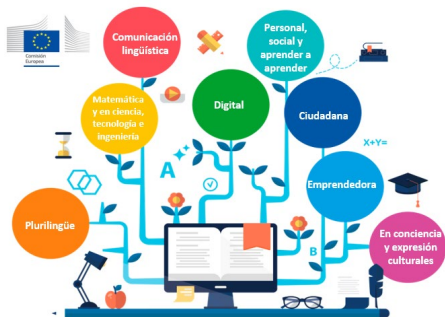 Comisión
Europea
Comunicación
lingüística
Personal,
social y
aprender a
aprender
Matemática
y en ciencia,
tecnología e
ingeniería
Digital
Ciudadana
X+Y=
A
Emprendedora
Plurilingüe
B
En conciencia
y expresión
culturales